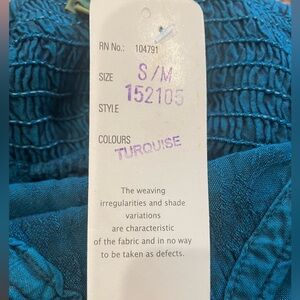 RN No.: 104791
SIZE S/M
152105
STYLE
COLOURS
TURQUISE
The weaving
irregularities and shade
variations
are characteristic
of the fabric and in no way
to be taken as defects.